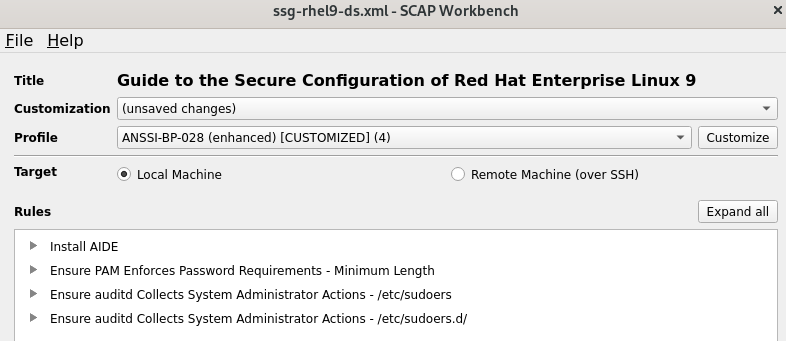 ssg-rhel9-ds.xml - SCAP Workbench ×
File Help
Title Guide to the Secure Configuration of Red Hat Enterprise Linux 9
Customization (unsaved changes)
Profile ANSSI-BP-028 (enhanced) [CUSTOMIZED] (4) Customize
Target Local Machine Remote Machine (over SSH)
Rules Expand all
Install AIDE
Ensure PAM Enforces Password Requirements - Minimum Length
Ensure auditd Collects System Administrator Actions - /etc/sudoers
Ensure auditd Collects System Administrator Actions - /etc/sudoers.d/